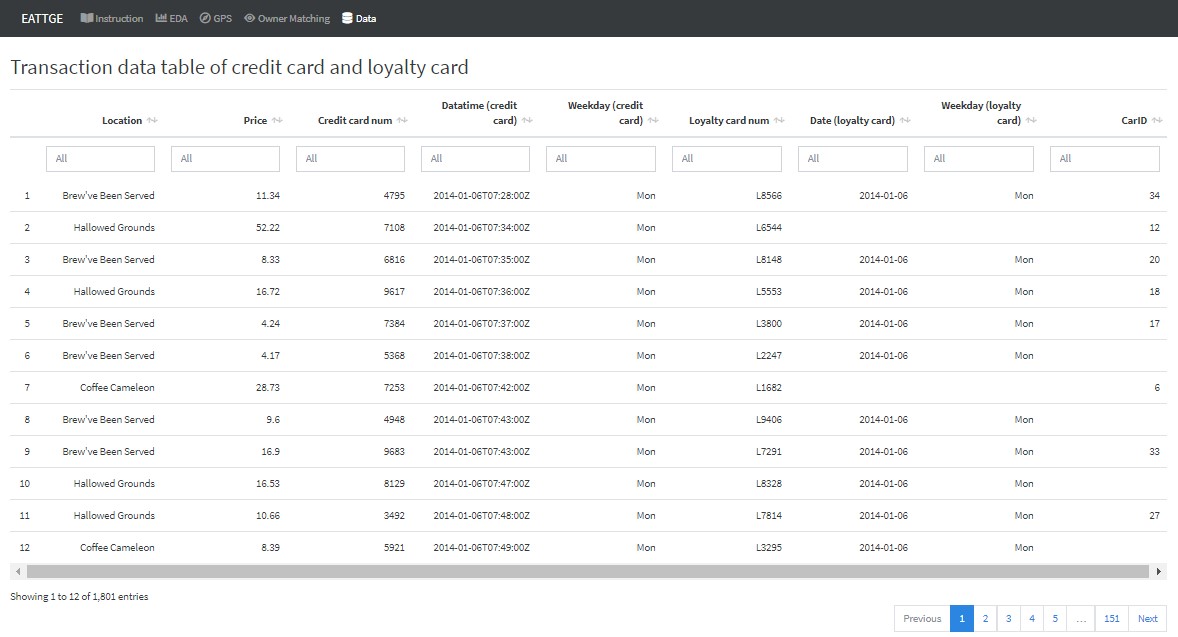 EATTGE Instruction EDA GPS Owner Matching Data
Transaction data table of credit card and loyalty card
Datatime (credit Weekday (credit Weekday (loyalty
Location Price Credit card num card) card) Loyalty card num Date (loyalty card) card) CarID
All All All All All All All All All
1 Brew've Been Served 11.34 4795 2014-01-06T07:28:00Z Mon L8566 2014-01-06 Mon 34
2 Hallowed Grounds 52.22 7108 2014-01-06T07:34:00Z Mon L6544 12
3 Brew've Been Served 8.33 6816 2014-01-06T07:35:00Z Mon L8148 2014-01-06 Mon 20
4 Hallowed Grounds 16.72 9617 2014-01-06T07:36:00Z Mon L5553 2014-01-06 Mon 18
5 Brew've Been Served 4.24 7384 2014-01-06T07:37:00Z Mon L3800 2014-01-06 Mon 17
6 Brew've Been Served 4.17 5368 2014-01-06T07:38:00Z Mon L2247 2014-01-06 Mon
7 Coffee Cameleon 28.73 7253 2014-01-06T07:42:00Z Mon L1682 6
8 Brew've Been Served 9.6 4948 2014-01-06T07:43:00Z Mon L9406 2014-01-06 Mon
9 Brew've Been Served 16.9 9683 2014-01-06T07:43:00Z Mon L7291 2014-01-06 Mon 33
10 Hallowed Grounds 16.53 8129 2014-01-06T07:47:00Z Mon L8328 2014-01-06 Mon
11 Hallowed Grounds 10.66 3492 2014-01-06T07:48:00Z Mon L7814 2014-01-06 Mon 27
12 Coffee Cameleon 8.39 5921 2014-01-06T07:49:00Z Mon L3295 2014-01-06 Mon
Showing 1 to 12 of 1,801 entries
Previous 1 2 3 4 5 … 151 Next